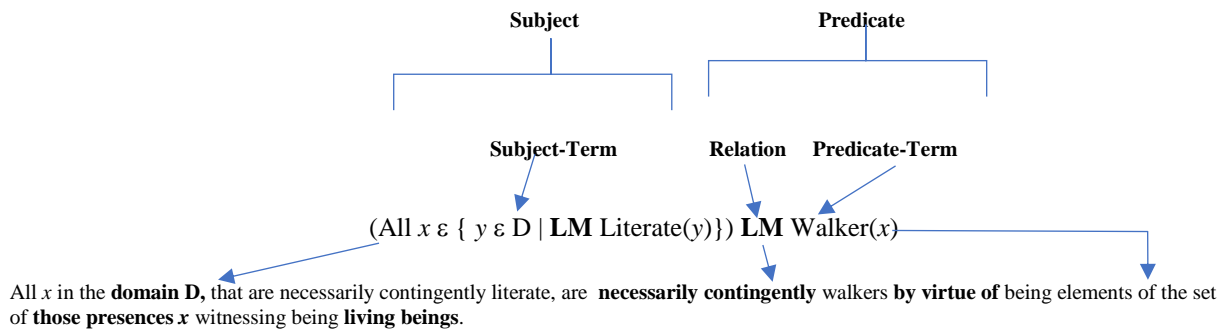 Subject Predicate
Subject-Term Relation Predicate-Term
(All x ε { y ε D | LM Literate(y)}) LM Walker(x)
All x in the domain D, that are necessarily contingently literate, are necessarily contingently walkers by virtue of being elements of the set
of those presences x witnessing being living beings.